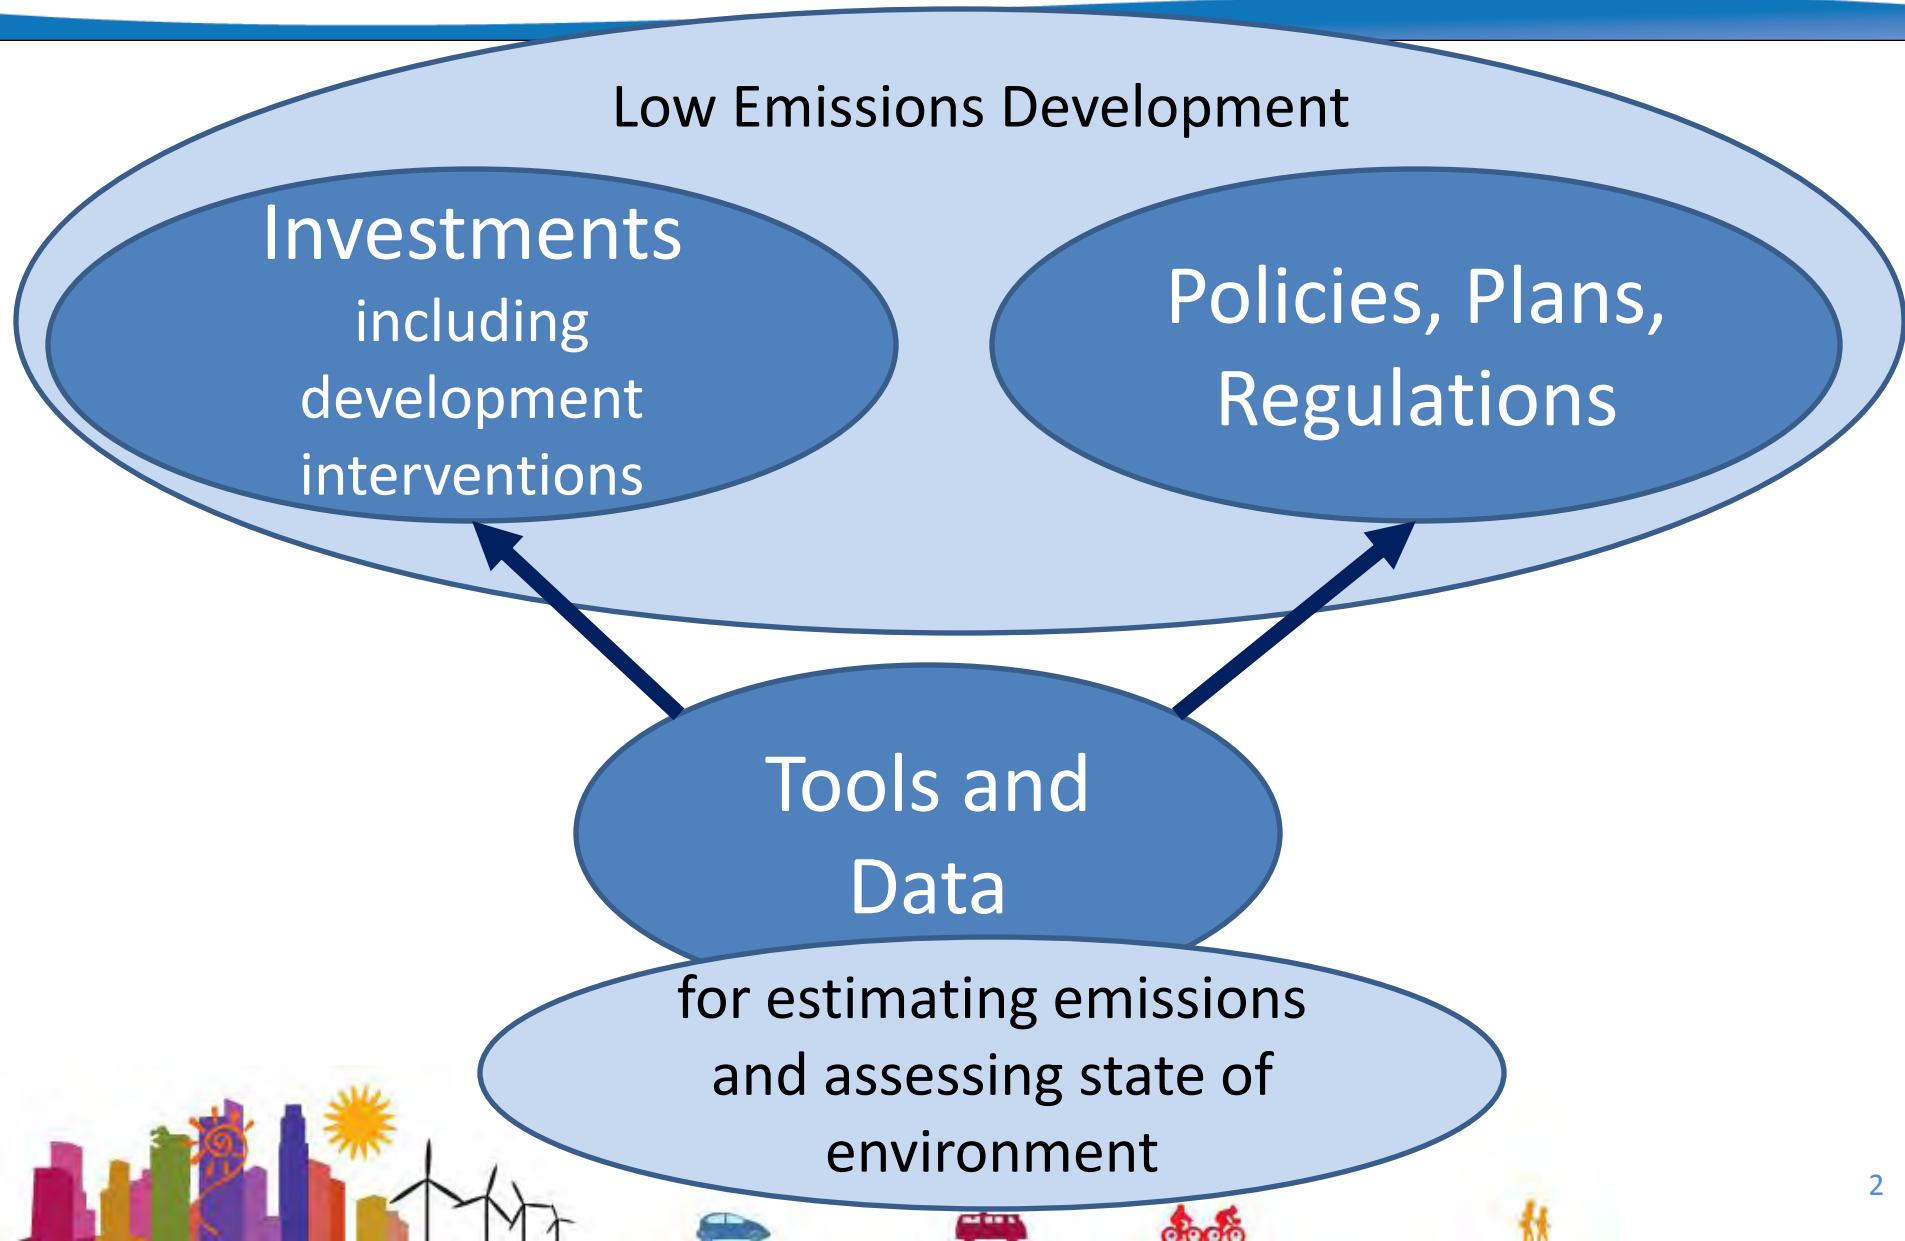 Low Emissions Development
Investments
including
development
interventions
Policies, Plans,
Regulations
Tools and
Data
for estimating emissions
and assessing state of
environment
2